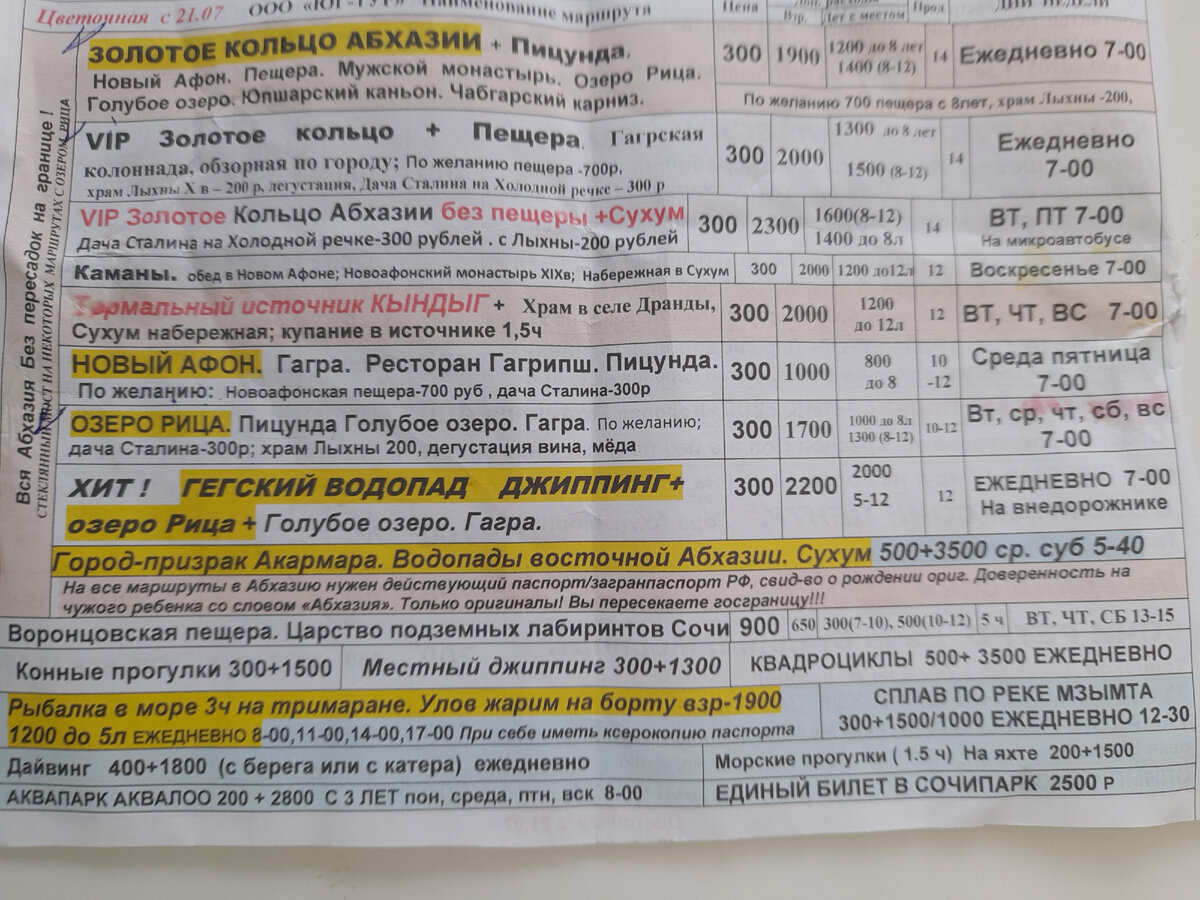 Цветочная с 21.07 ООО «ЮГ-ТУР» Наименование маршрута Цена Взр. Дет с местом Прод ДНИ НЕДЕЛИ
Вся Абхазия Без пересадок на границе !
СТЕКЛЯННЫЙ МОСТ НА НЕКОТОРЫХ МАРШРУТАХ С ОЗЕРОМ РИЦА
ЗОЛОТОЕ КОЛЬЦО АБХАЗИИ + Пицунда. 300 1900 1200 до 8 лет 14 Ежедневно 7-00
Новый Афон. Пещера. Мужской монастырь. Озеро Рица. 1400 (8-12)
Голубое озеро. Юпшарский каньон. Чабгарский карниз. По желанию 700 пещера с 8лет, храм Лыхны -200,
VIP Золотое кольцо + Пещера. Гагрская 300 2000 1300 до 8 лет 14 Ежедневно
колоннада, обзорная по городу; По желанию пещера -700р, 1500 (8-12) 7-00
храм Лыхны X в – 200 р, дегустация, Дача Сталина на Холодной речке – 300 р
VIP Золотое Кольцо Абхазии без пещеры +Сухум 300 2300 1600(8-12) 14 ВТ, ПТ 7-00
Дача Сталина на Холодной речке-300 рублей . с Лыхны-200 рублей 1400 до 8л На микроавтобусе
Каманы. обед в Новом Афоне; Новоафонский монастырь XIXв; Набережная в Сухум 300 2000 1200 до12л 12 Воскресенье 7-00
Термальный источник КЫНДЫГ + Храм в селе Дранды, 300 2000 1200 12 ВТ, ЧТ, ВС 7-00
Сухум набережная; купание в источнике 1,5ч до 12л
НОВЫЙ АФОН. Гагра. Ресторан Гагрипш. Пицунда. 300 1000 800 10 Среда пятница
По желанию: Новоафонская пещера-700 руб , дача Сталина-300р до 8 -12 7-00
ОЗЕРО РИЦА. Пицунда Голубое озеро. Гагра. По желанию; 300 1700 1000 до 8л 10-12 Вт, ср, чт, сб, вс
дача Сталина-300р; храм Лыхны 200, дегустация вина, мёда 1300 (8-12) 7-00
ХИТ ! ГЕГСКИЙ ВОДОПАД ДЖИППИНГ+ 300 2200 2000 12 ЕЖЕДНЕВНО 7-00
озеро Рица + Голубое озеро. Гагра. 5-12 На внедорожнике
Город-призрак Акармара. Водопады восточной Абхазии. Сухум 500+3500 ср. суб 5-40
На все маршруты в Абхазию нужен действующий паспорт/загранпаспорт РФ, свид-во о рождении ориг. Доверенность на
чужого ребенка со словом «Абхазия». Только оригиналы! Вы пересекаете госграницу!!!
Воронцовская пещера. Царство подземных лабиринтов Сочи 900 650 300(7-10), 500(10-12) 5 ч ВТ, ЧТ, СБ 13-15
Конные прогулки 300+1500 Местный джиппинг 300+1300 КВАДРОЦИКЛЫ 500+ 3500 ЕЖЕДНЕВНО
Рыбалка в море 3ч на тримаране. Улов жарим на борту взр-1900 СПЛАВ ПО РЕКЕ МЗЫМТА
1200 до 5л ЕЖЕДНЕВНО 8-00,11-00,14-00,17-00 При себе иметь ксерокопию паспорта 300+1500/1000 ЕЖЕДНЕВНО 12-30
Дайвинг 400+1800 (с берега или с катера) ежедневно Морские прогулки ( 1.5 ч) На яхте 200+1500
АКВАПАРК АКВАЛОО 200 + 2800 С 3 ЛЕТ пон, среда, птн, вск 8-00 ЕДИНЫЙ БИЛЕТ В СОЧИПАРК 2500 Р